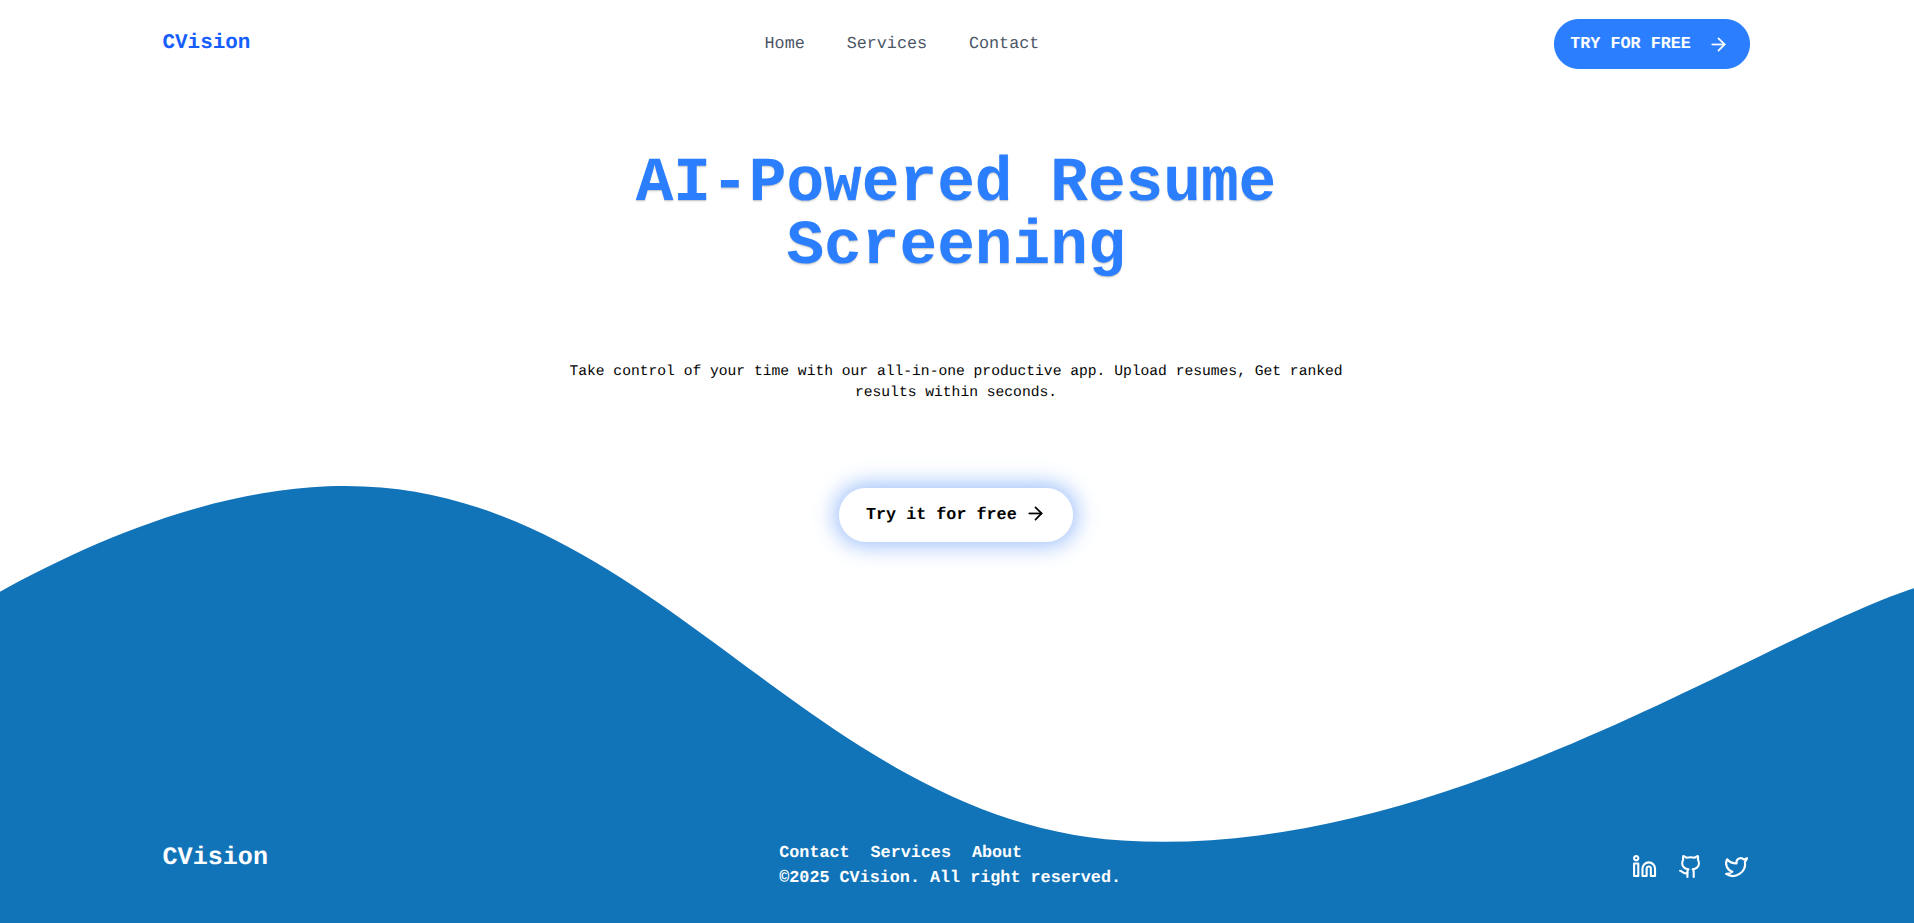 CVision
Home Services Contact
TRY FOR FREE
AI-Powered Resume
Screening
Take control of your time with our all-in-one productive app. Upload resumes, Get ranked
results within seconds.
Try it for free
CVision
Contact Services About
©2025 CVision. All right reserved.